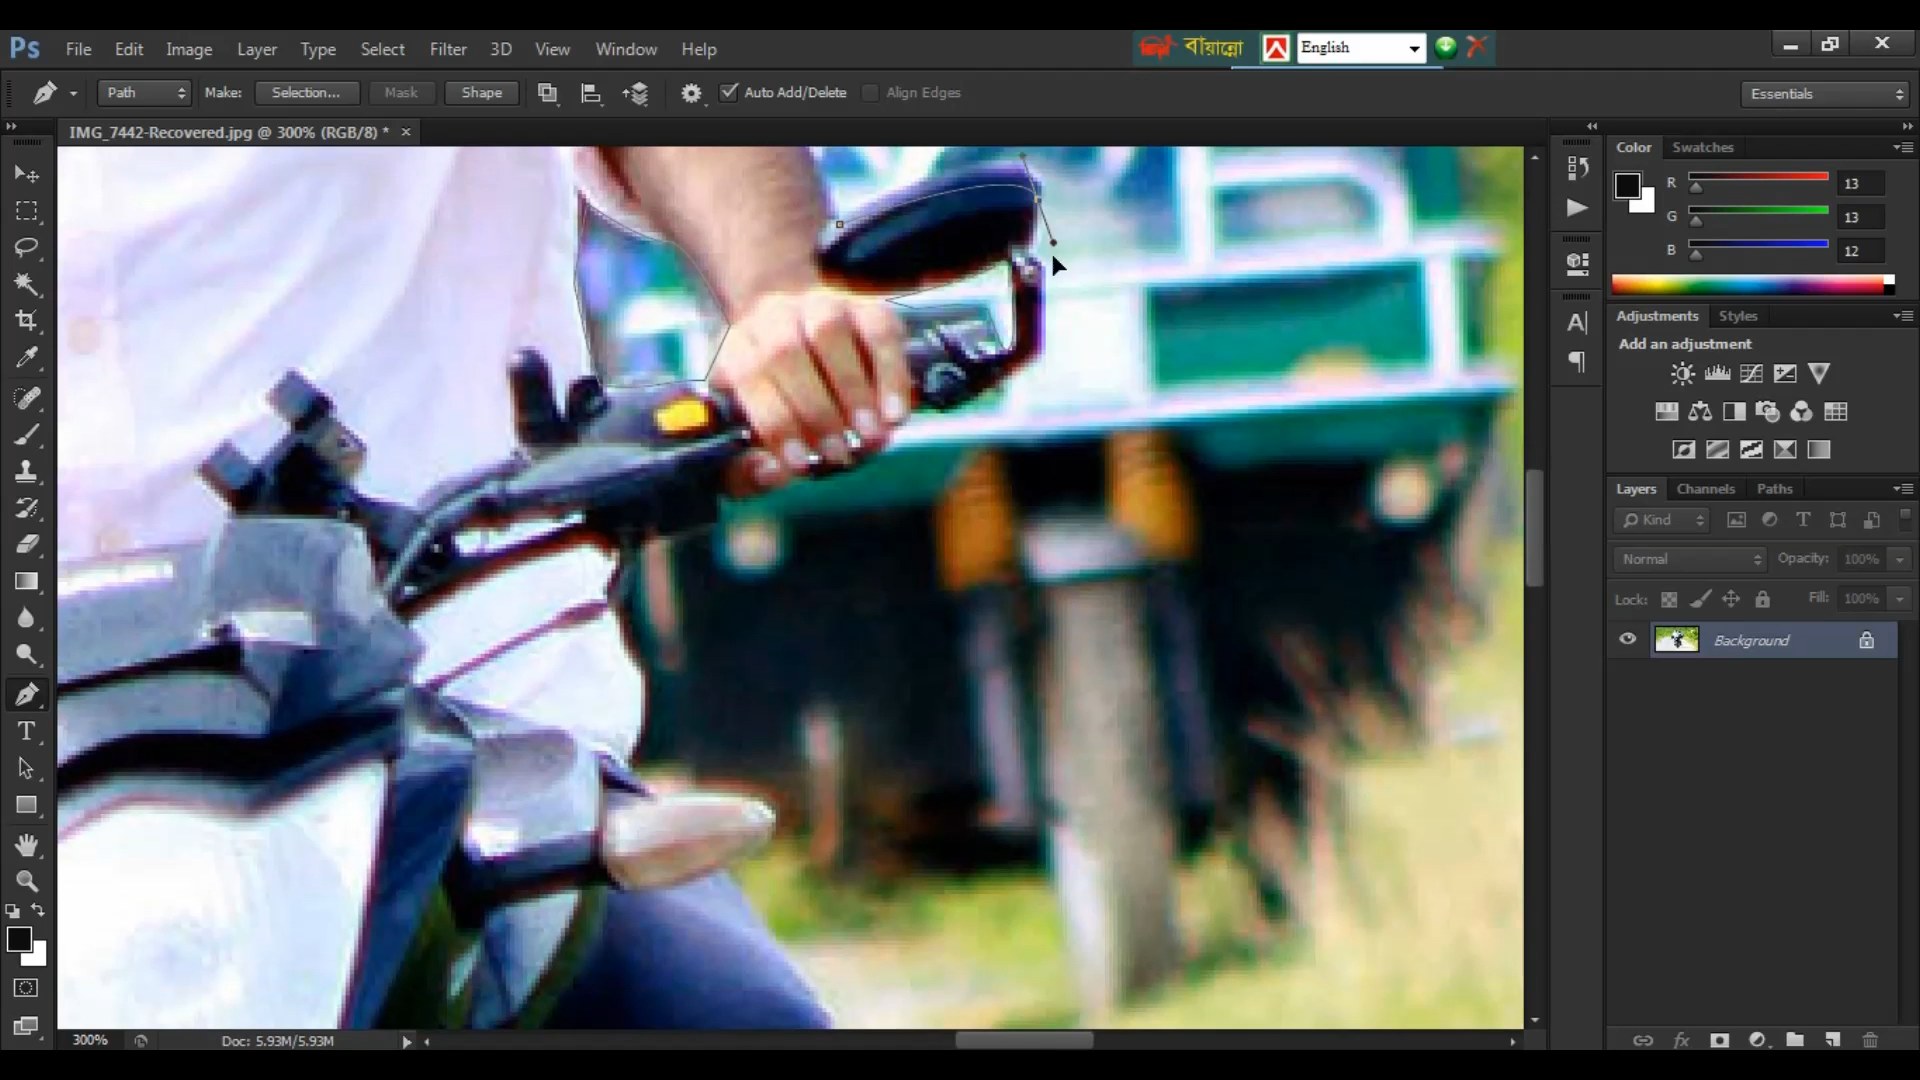 Ps File Edit Image Layer Type Select Filter 3D View Window Help
বায়ান্নো English
Path Make: Selection... Mask Shape Auto Add/Delete Align Edges Essentials
IMG_7442-Recovered.jpg @ 300% (RGB/8) * ×
Color Swatches
R 13
G 13
B 12
Adjustments Styles
Add an adjustment
Layers Channels Paths
Kind
Normal Opacity: 100%
Lock: Fill: 100%
Background
300% Doc: 5.93M/5.93M